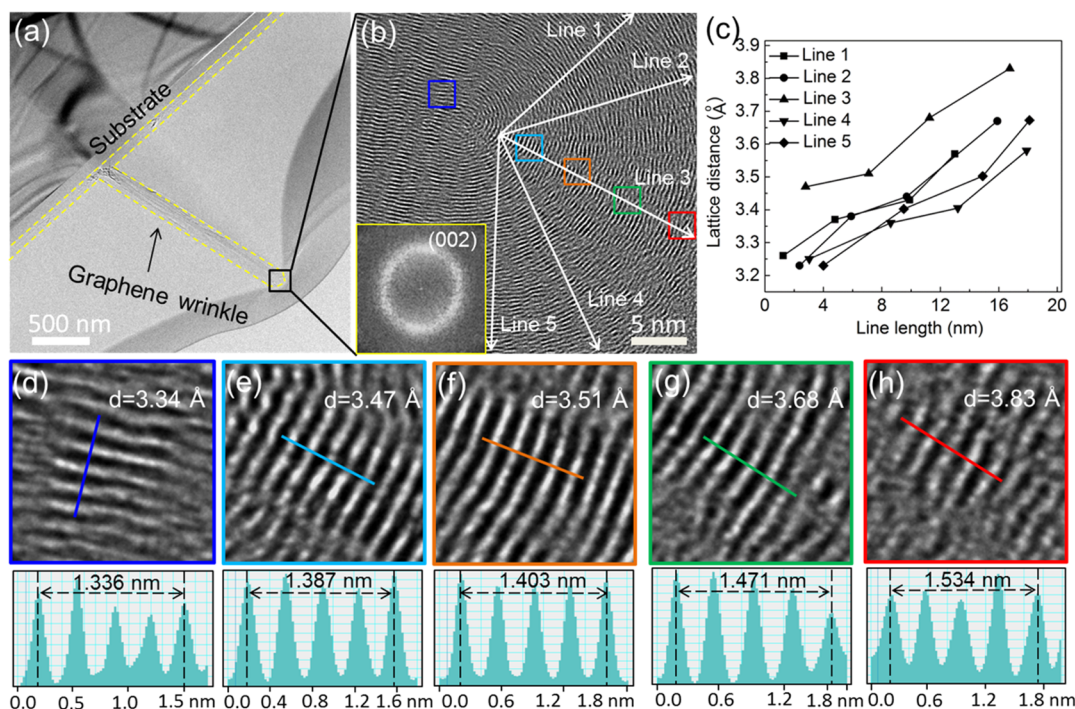 (a)
Substrate
Graphene wrinkle
500 nm
(b)
Line 1
Line 2
Line 3
Line 4
Line 5
(002)
5 nm
(c)
Lattice distance (Å)
3.9
3.8
3.7
3.6
3.5
3.4
3.3
3.2
Line 1
Line 2
Line 3
Line 4
Line 5
0 4 8 12 16 20
Line length (nm)
(d)
d=3.34 Å
(e)
d=3.47 Å
(f)
d=3.51 Å
(g)
d=3.68 Å
(h)
d=3.83 Å
1.336 nm
0.0 0.5 1.0 1.5 nm
1.387 nm
0.0 0.6 1.2 1.8 nm
1.403 nm
0.0 0.6 1.2 1.8 nm
1.471 nm
0.0 0.6 1.2 1.8 nm
1.534 nm
0.0 0.6 1.2 1.8 nm